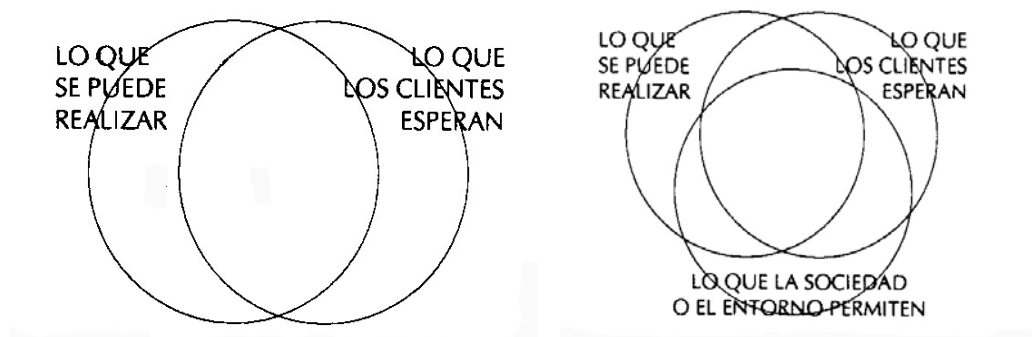 LO QUE
SE PUEDE
REALIZAR
LO QUE
LOS CLIENTES
ESPERAN
LO QUE
SE PUEDE
REALIZAR
LO QUE
LOS CLIENTES
ESPERAN
LO QUE LA SOCIEDAD
O EL ENTORNO PERMITEN